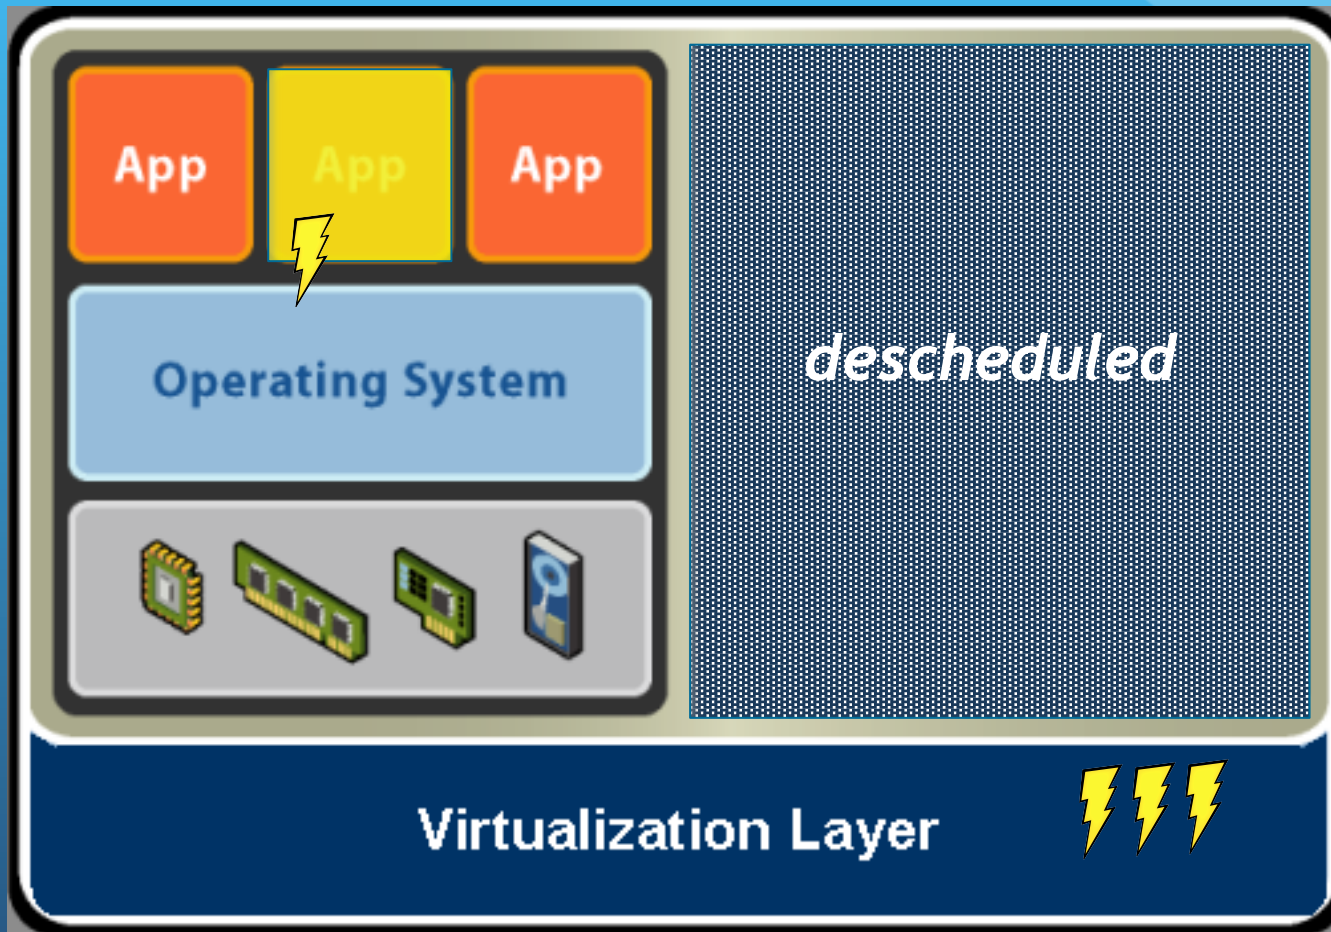 App
App
App
Operating System
descheduled
Virtualization Layer